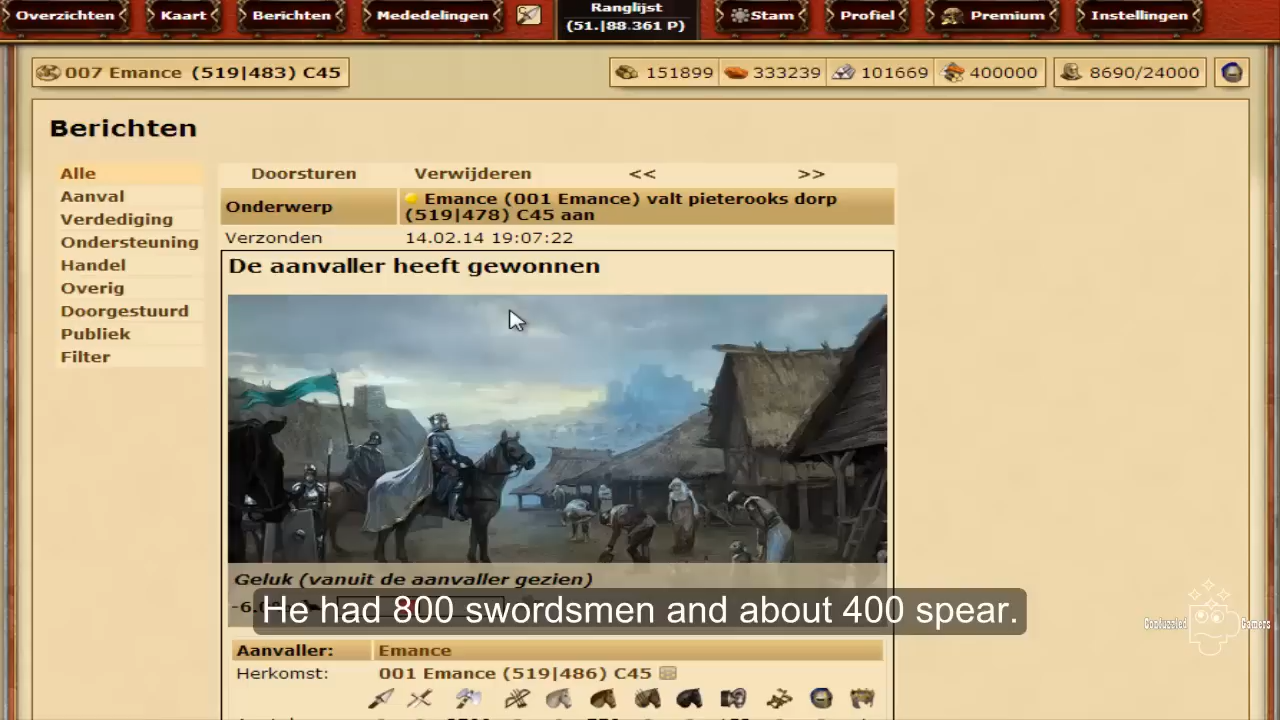 Overzichten Kaart Berichten Mededelingen Ranglijst Stam Profiel Premium Instellingen
(51.|88.361 P)
007 Emance (519|483) C45 151899 333239 101669 400000 8690/24000
Berichten
Alle
Aanval
Verdediging
Ondersteuning
Handel
Overig
Doorgestuurd
Publiek
Filter
Doorsturen Verwijderen << >>
Onderwerp Emance (001 Emance) valt pieterooks dorp
(519|478) C45 aan
Verzonden 14.02.14 19:07:22
De aanvaller heeft gewonnen
Geluk (vanuit de aanvaller gezien)
He had 800 swordsmen and about 400 spear.
Confuzzled Gamers
Aanvaller: Emance
Herkomst: 001 Emance (519|486) C45